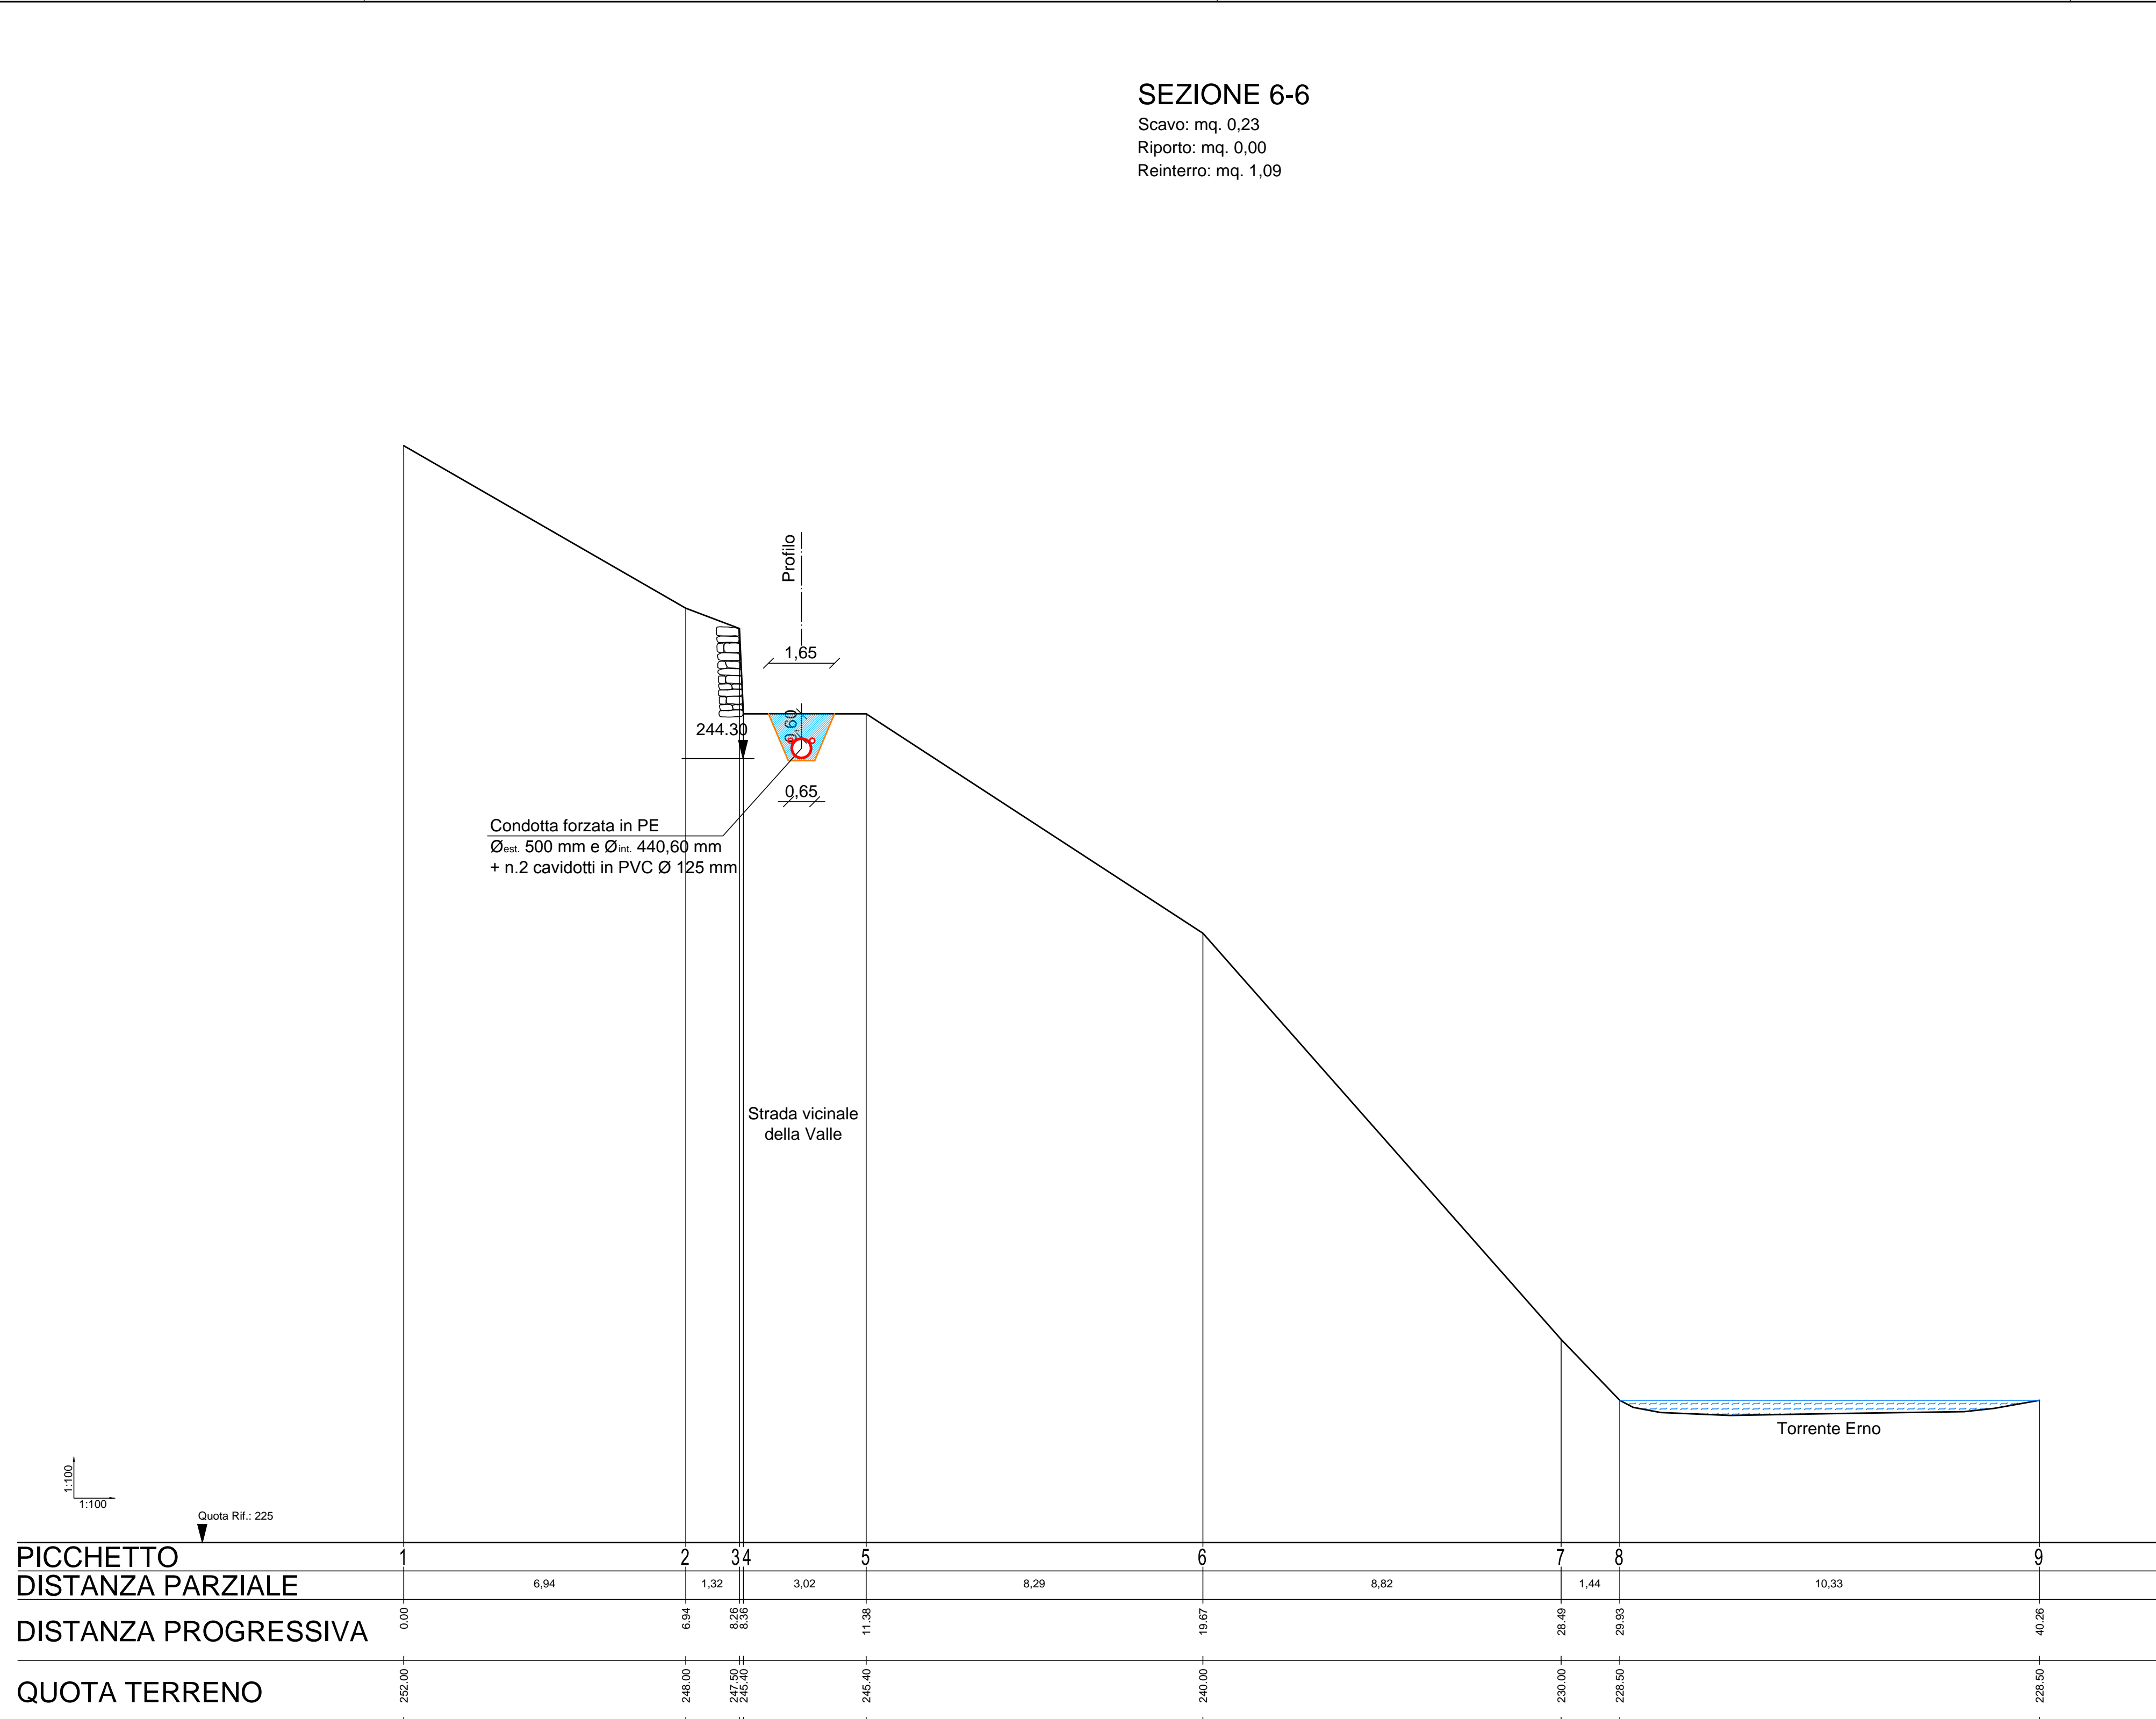 SEZIONE 6-6
Scavo: mq. 0,23
Riporto: mq. 0,00
Reinterro: mq. 1,09
Profilo
1,65
0,60
244.30
0,65
Condotta forzata in PE
Øest. 500 mm e Øint. 440,60 mm
+ n.2 cavidotti in PVC Ø 125 mm
Strada vicinale
della Valle
Torrente Erno
1:100
1:100
Quota Rif.: 225
PICCHETTO 1 2 3 4 5 6 7 8 9
DISTANZA PARZIALE 6,94 1,32 3,02 8,29 8,82 1,44 10,33
DISTANZA PROGRESSIVA 0.00 6.94 8.26 8.36 11.38 19.67 28.49 29.93 40.26
QUOTA TERRENO 252.00 248.00 247.50 245.40 245.40 240.00 230.00 228.50 228.50